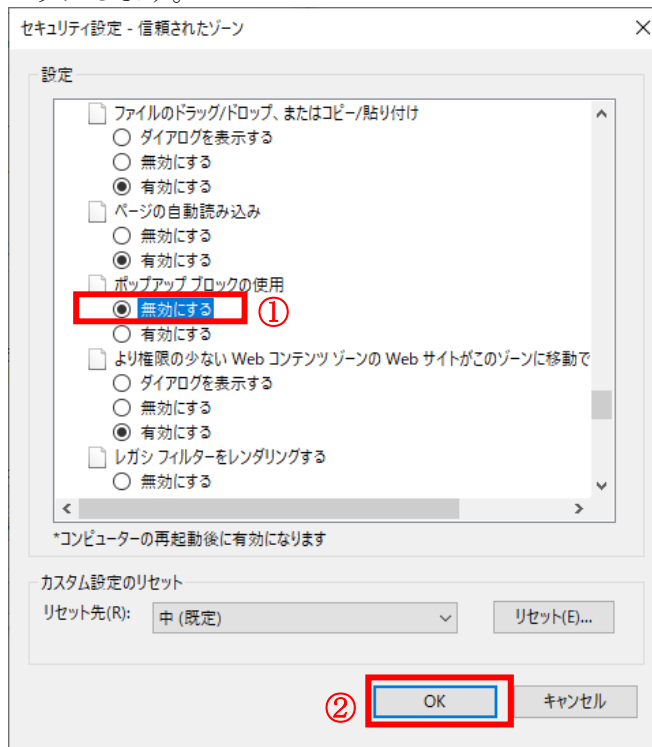 セキュリティ設定 - 信頼されたゾーン
設定
ファイルのドラッグ/ドロップ、またはコピー/貼り付け
ダイアログを表示する
無効にする
有効にする
ページの自動読み込み
無効にする
有効にする
ポップアップ ブロックの使用
無効にする ①
有効にする
より権限の少ない Web コンテンツ ゾーンの Web サイトがこのゾーンに移動で
ダイアログを表示する
無効にする
有効にする
レガシ フィルターをレンダリングする
無効にする
*コンピューターの再起動後に有効になります
カスタム設定のリセット
リセット先(R): 中 (既定) リセット(E)...
② OK キャンセル